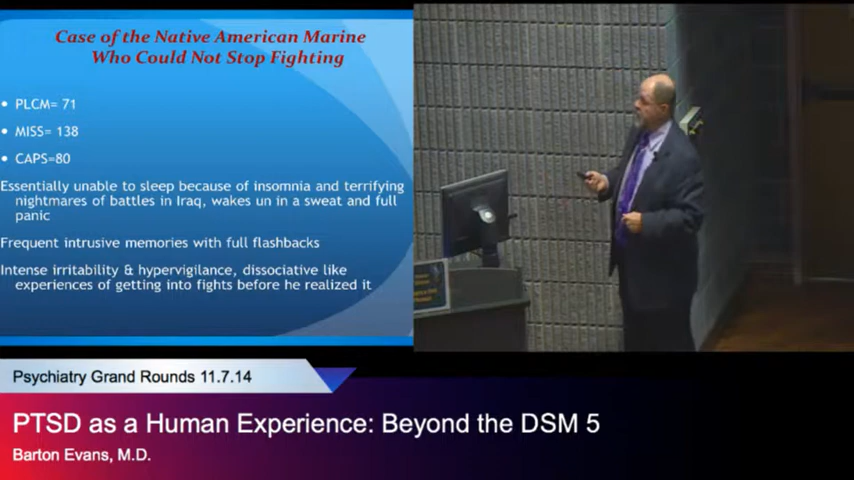 Case of the Native American Marine
Who Could Not Stop Fighting
• PLCM= 71
• MISS= 138
• CAPS=80
Essentially unable to sleep because of insomnia and terrifying
nightmares of battles in Iraq, wakes un in a sweat and full
panic
Frequent intrusive memories with full flashbacks
Intense irritability & hypervigilance, dissociative like
experiences of getting into fights before he realized it
Psychiatry Grand Rounds 11.7.14
PTSD as a Human Experience: Beyond the DSM 5
Barton Evans, M.D.